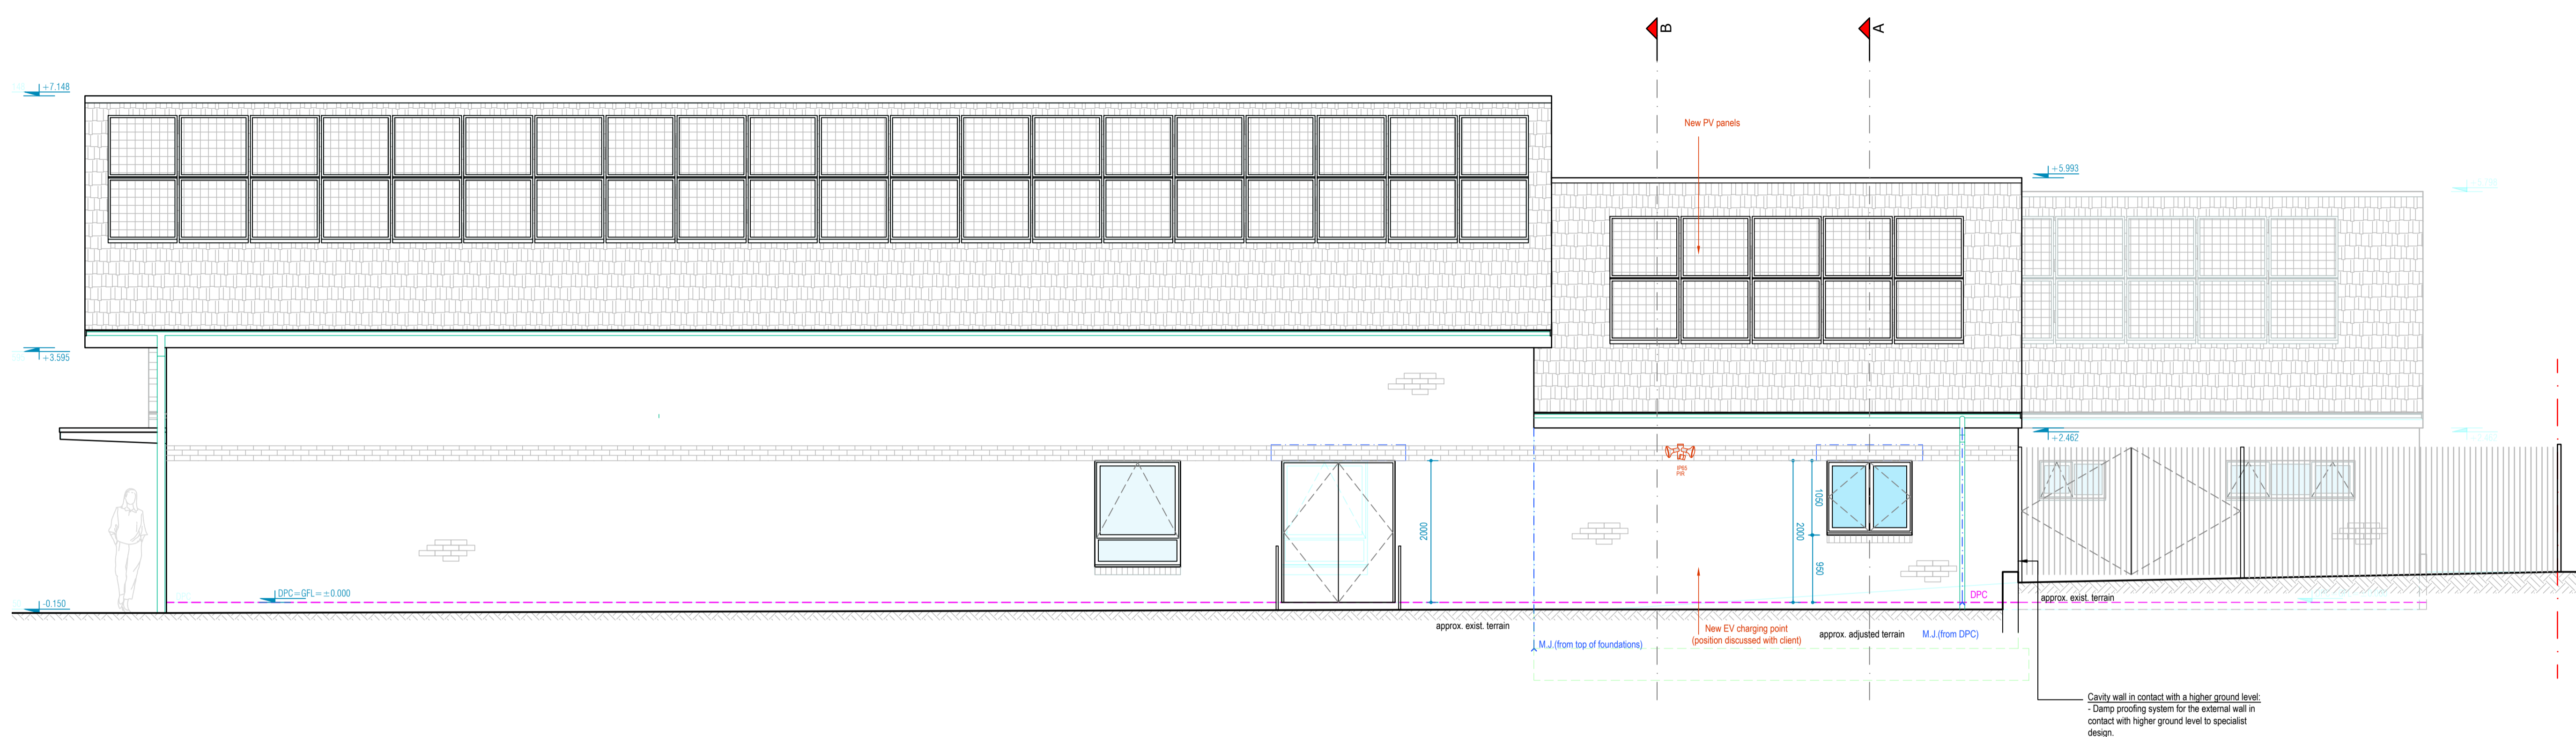 B
A
+7.148
New PV panels
+5.993
+3.595
+2.462
IP65
PIR
2000
1050
2000
950
DPC=GFL=±0.000
-0.150
DPC
approx. exist. terrain
approx. exist. terrain
New EV charging point
(position discussed with client)
approx. adjusted terrain
M.J.(from DPC)
M.J.(from top of foundations)
Cavity wall in contact with a higher ground level:
- Damp proofing system for the external wall in
contact with higher ground level to specialist
design.